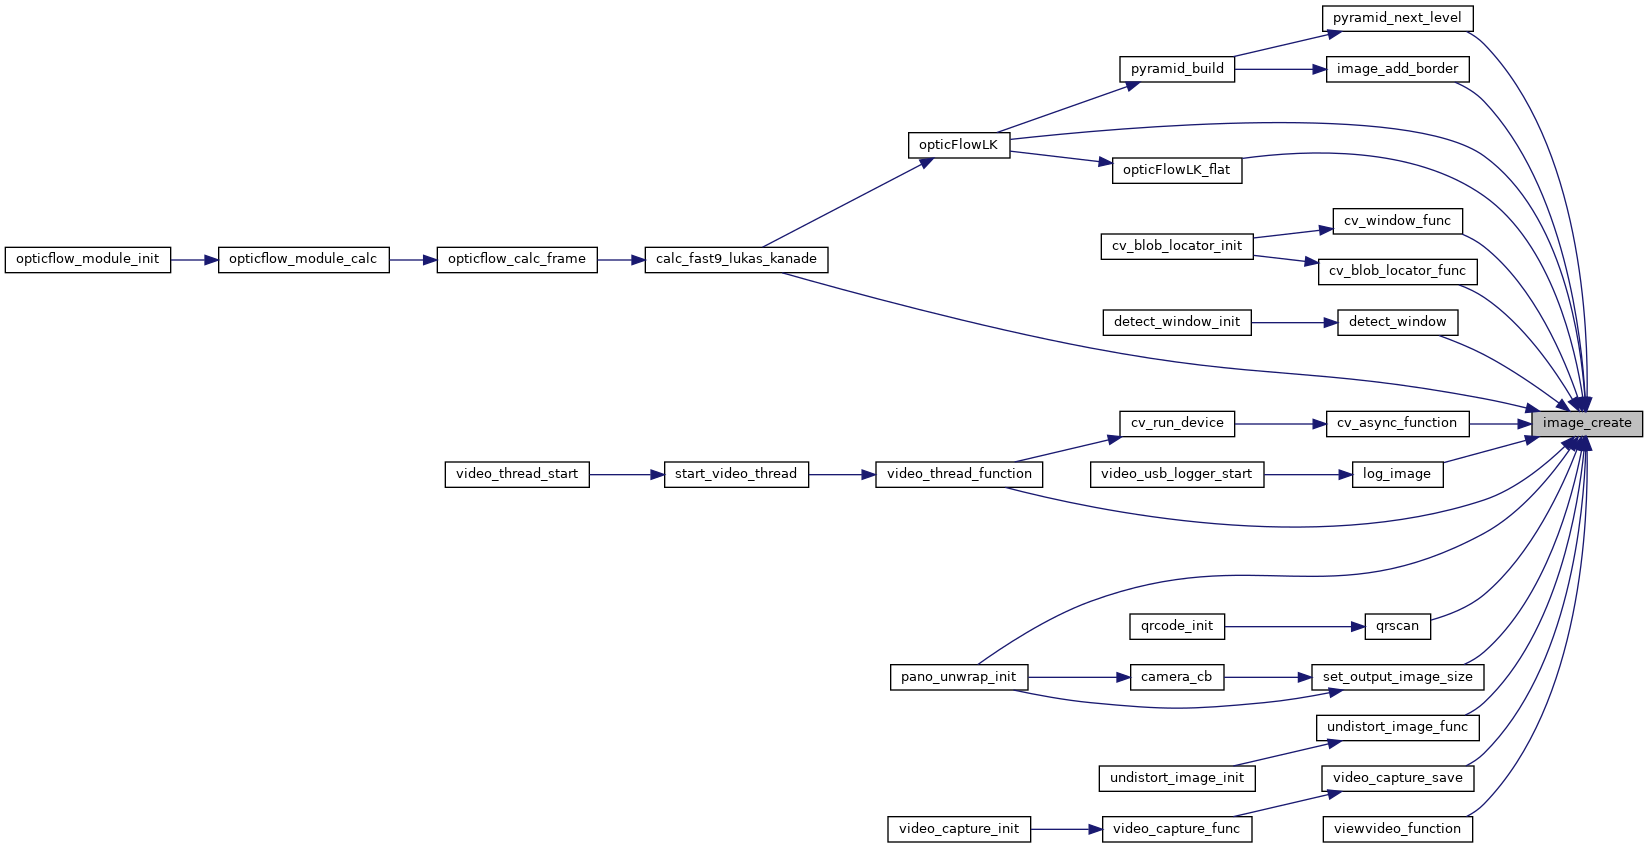 pyramid_next_level
pyramid_build
image_add_border
opticFlowLK
opticFlowLK_flat
cv_window_func
cv_blob_locator_init
opticflow_module_init
opticflow_module_calc
opticflow_calc_frame
calc_fast9_lukas_kanade
cv_blob_locator_func
detect_window_init
detect_window
cv_run_device
cv_async_function
image_create
video_thread_start
start_video_thread
video_thread_function
video_usb_logger_start
log_image
qrcode_init
qrscan
pano_unwrap_init
camera_cb
set_output_image_size
undistort_image_func
undistort_image_init
video_capture_save
video_capture_init
video_capture_func
viewvideo_function